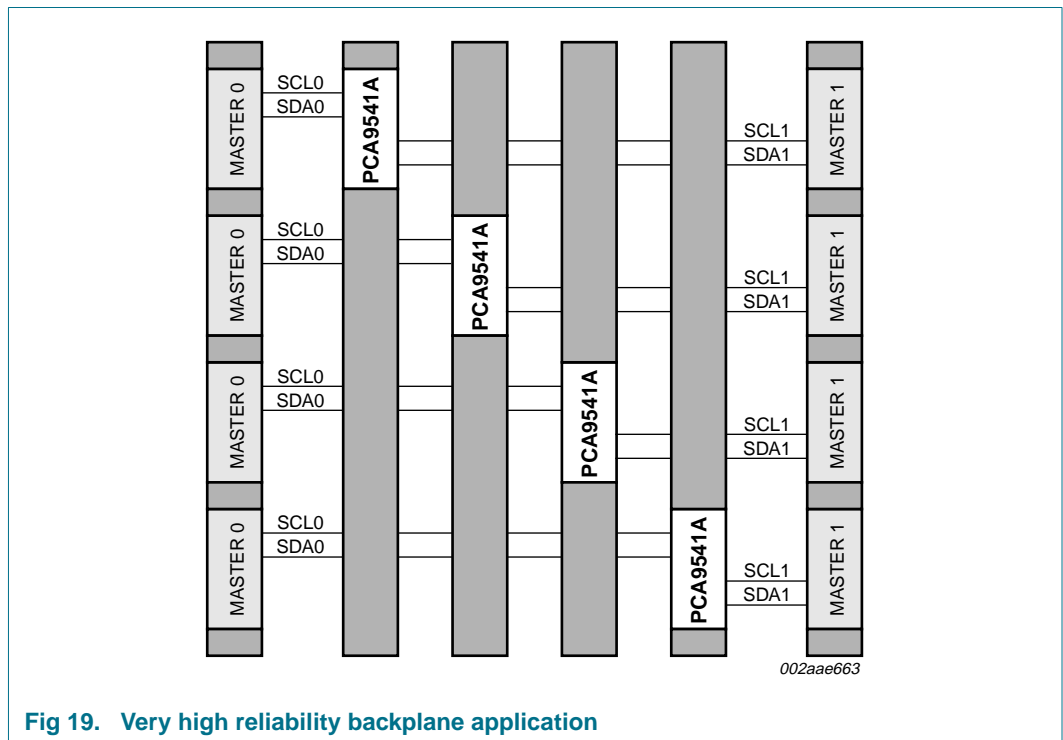 SCL0
SDA0
MASTER 0
PCA9541A
SCL1
SDA1
MASTER 1
SCL0
SDA0
MASTER 0
PCA9541A
SCL1
SDA1
MASTER 1
SCL0
SDA0
MASTER 0
PCA9541A
SCL1
SDA1
MASTER 1
SCL0
SDA0
MASTER 0
PCA9541A
SCL1
SDA1
MASTER 1
002aae663
Fig 19. Very high reliability backplane application